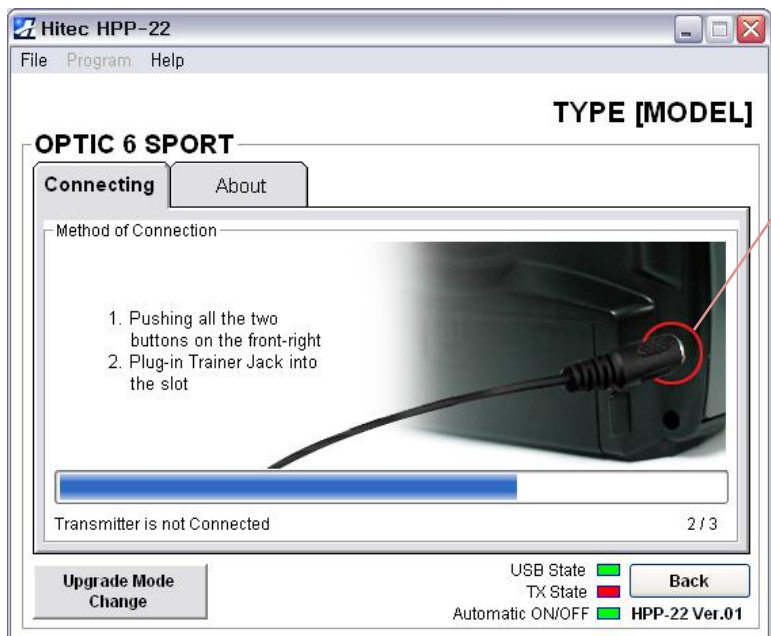 Hitec HPP-22
File Program Help
TYPE [MODEL]
OPTIC 6 SPORT
Connecting About
Method of Connection
1. Pushing all the two
buttons on the front-right
2. Plug-in Trainer Jack into
the slot
Transmitter is not Connected 2 / 3
Upgrade Mode
Change
USB State
TX State
Automatic ON/OFF
Back
HPP-22 Ver.01